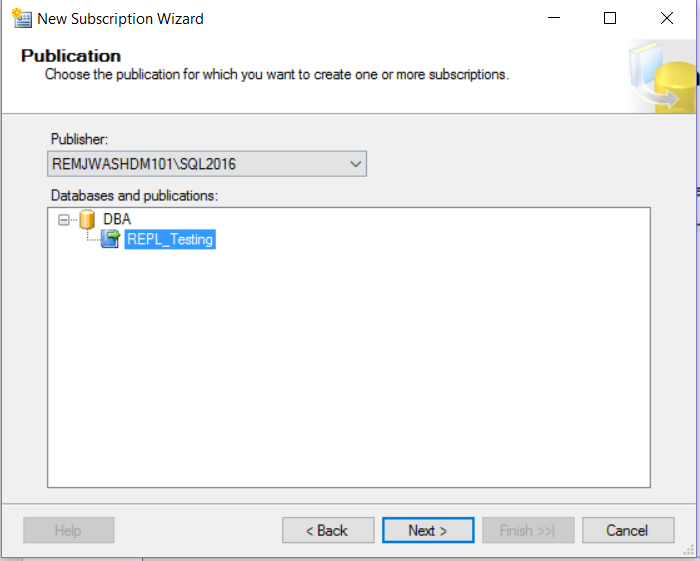 New Subscription Wizard
Publication
Choose the publication for which you want to create one or more subscriptions.
Publisher:
REMJWASHDM101\SQL2016
Databases and publications:
DBA
REPL_Testing
Help
< Back
Next >
Finish >>|
Cancel